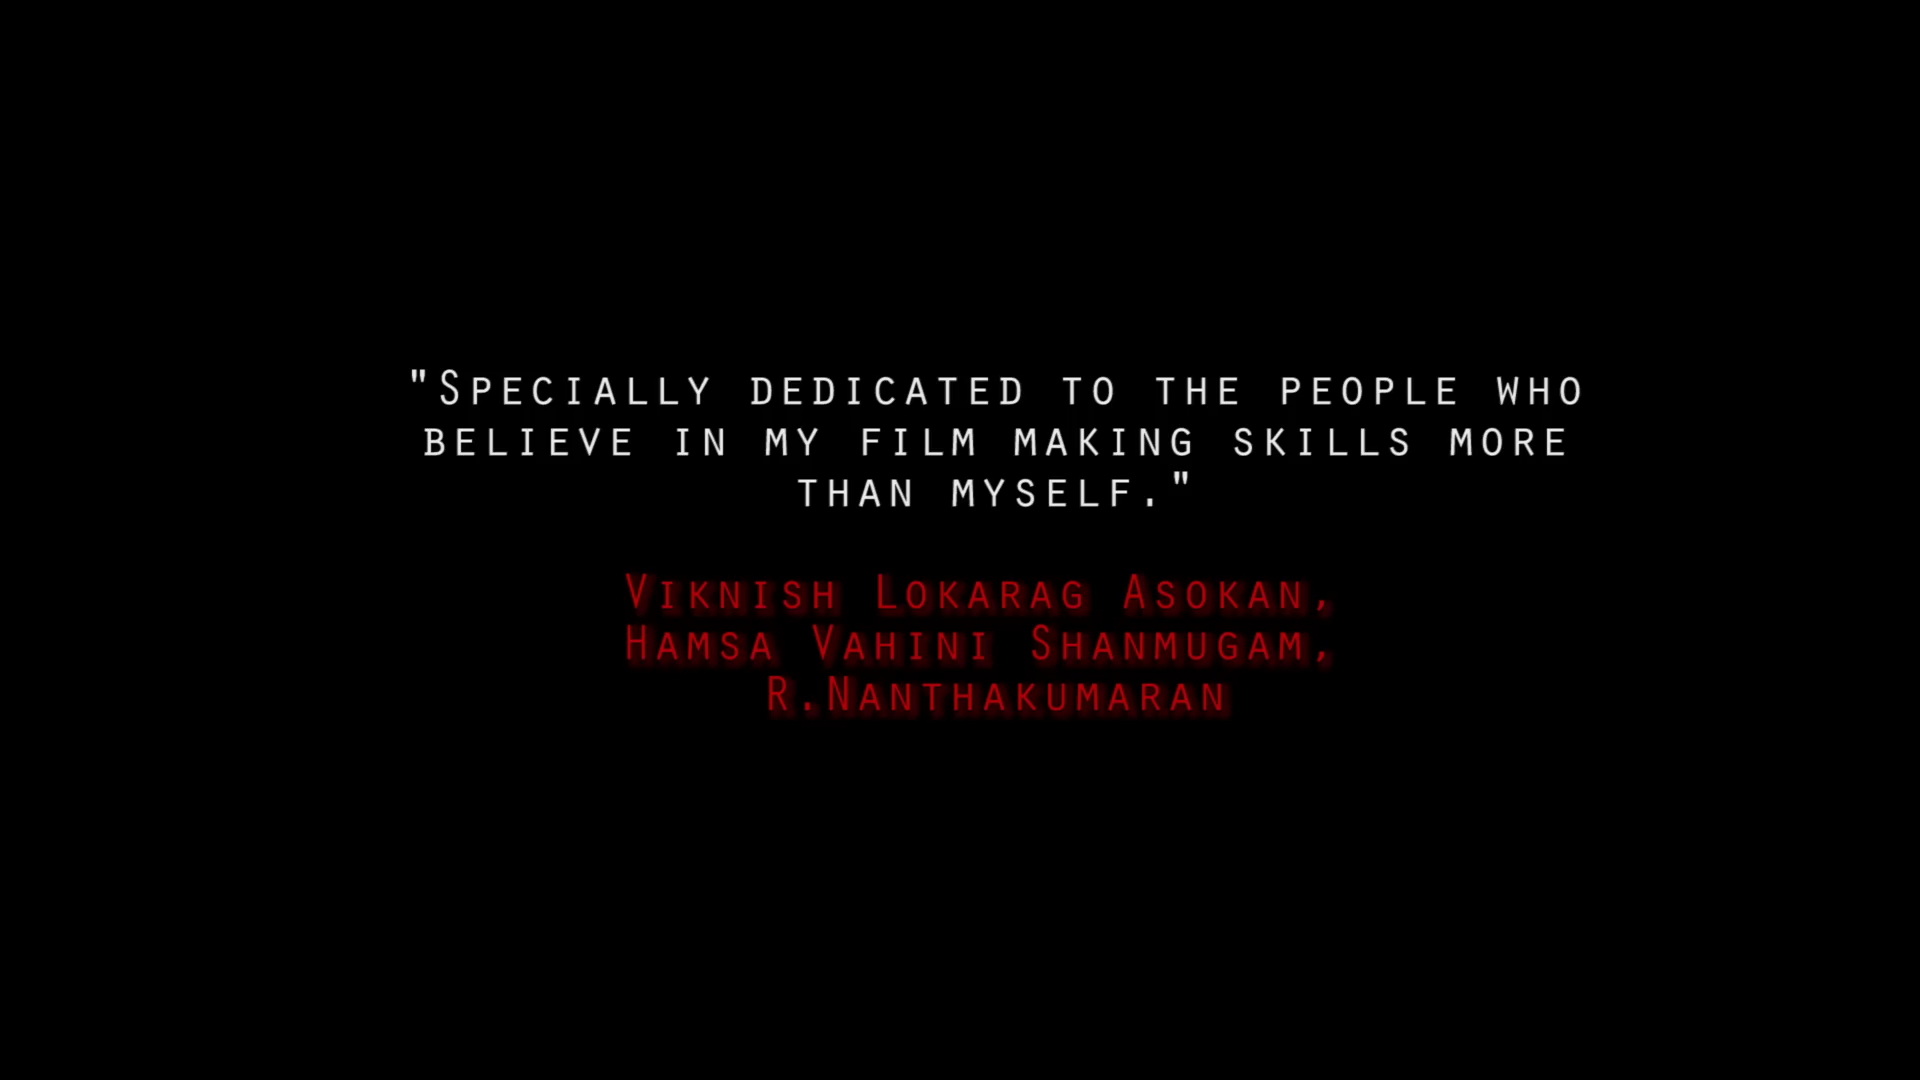 "Specially dedicated to the people who
believe in my film making skills more
than myself."
Viknish Lokarag Asokan,
Hamsa Vahini Shanmugam,
R.Nanthakumaran